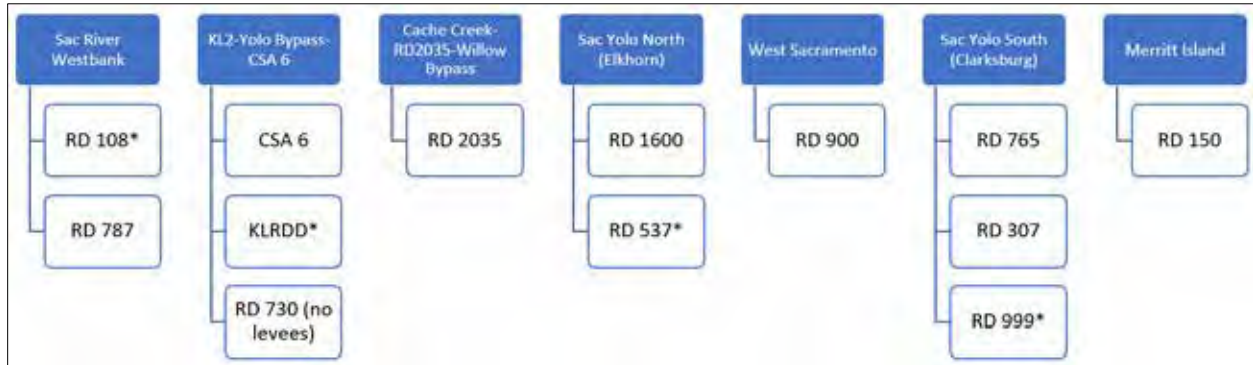 Sac River
Westbank
RD 108*
RD 787
KL2-Yolo Bypass-
CSA 6
CSA 6
KLRDD*
RD 730 (no
levees)
Cache Creek-
RD2035-Willow
Bypass
RD 2035
Sac Yolo North
(Elkhorn)
RD 1600
RD 537*
West Sacramento
RD 900
Sac Yolo South
(Clarksburg)
RD 765
RD 307
RD 999*
Merritt Island
RD 150